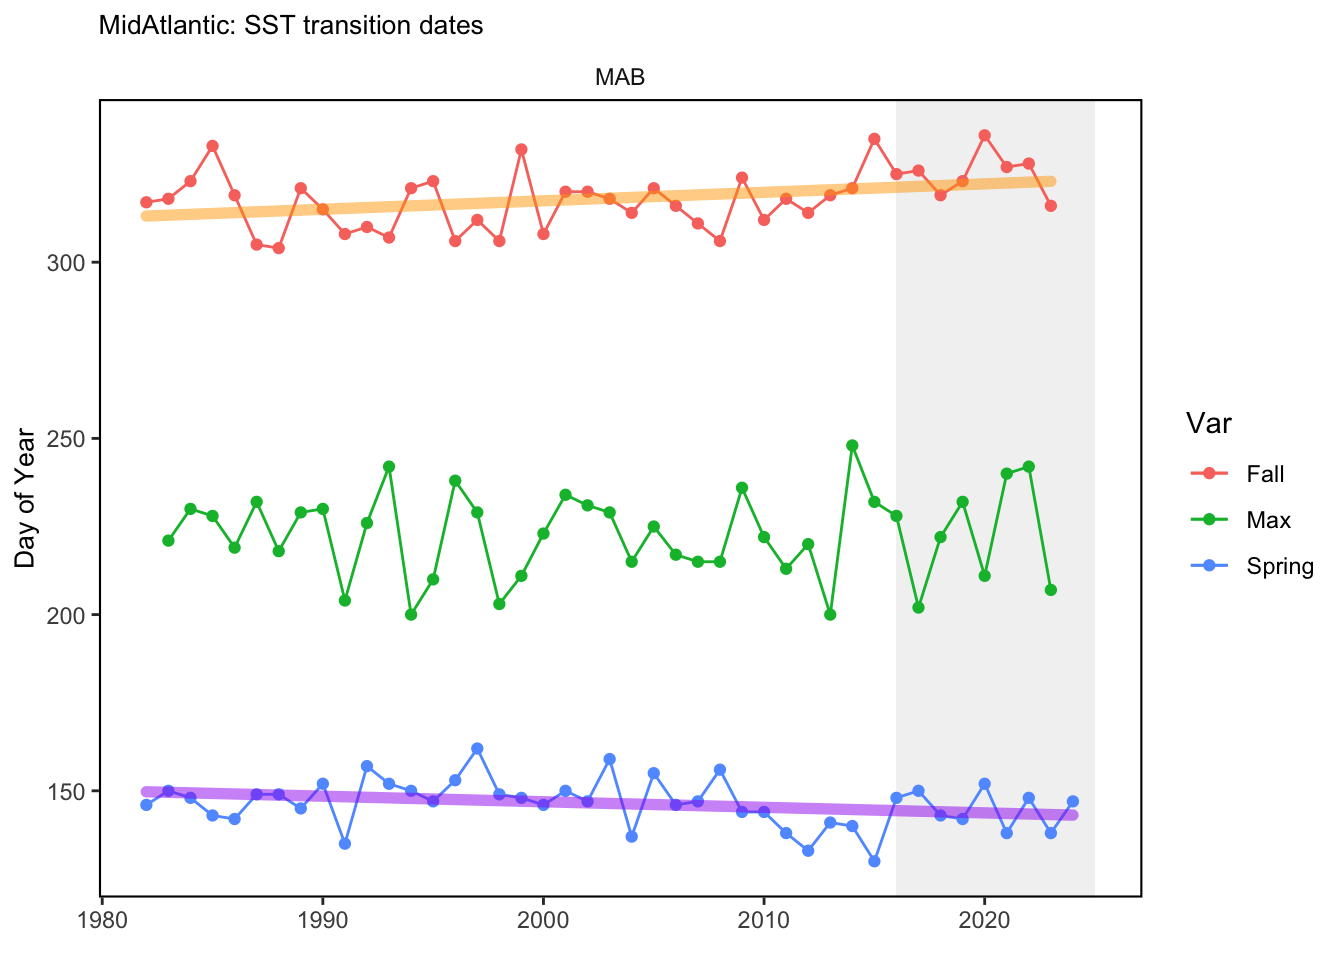 MidAtlantic: SST transition dates
MAB
Day of Year
300
250
200
150
1980 1990 2000 2010 2020
Var
Fall
Max
Spring